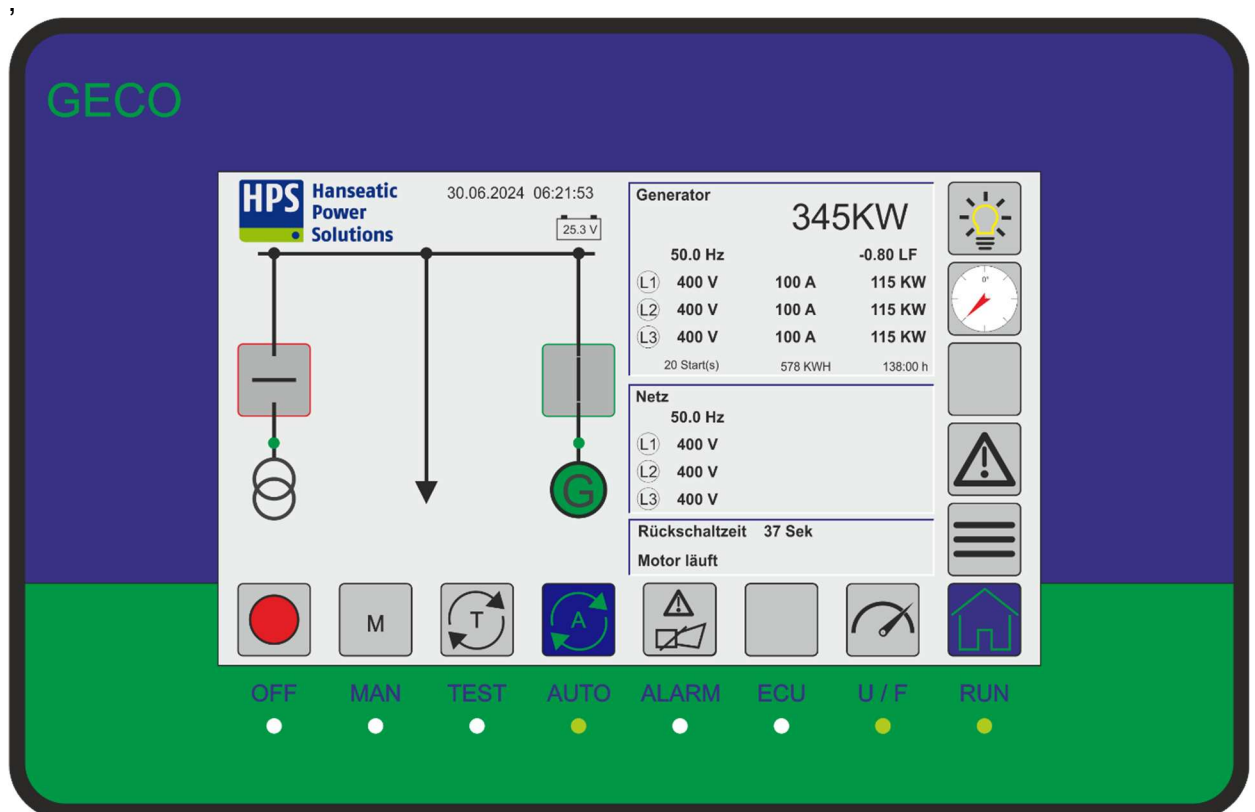 ,
GECO
HPS Hanseatic
Power
Solutions
30.06.2024 06:21:53
25.3 V
Generator
345KW
50.0 Hz -0.80 LF
L1 400 V 100 A 115 KW
L2 400 V 100 A 115 KW
L3 400 V 100 A 115 KW
20 Start(s) 578 KWH 138:00 h
0°
Netz
50.0 Hz
L1 400 V
L2 400 V
L3 400 V
G
Rückschaltzeit 37 Sek
Motor läuft
M T A
OFF MAN TEST AUTO ALARM ECU U / F RUN